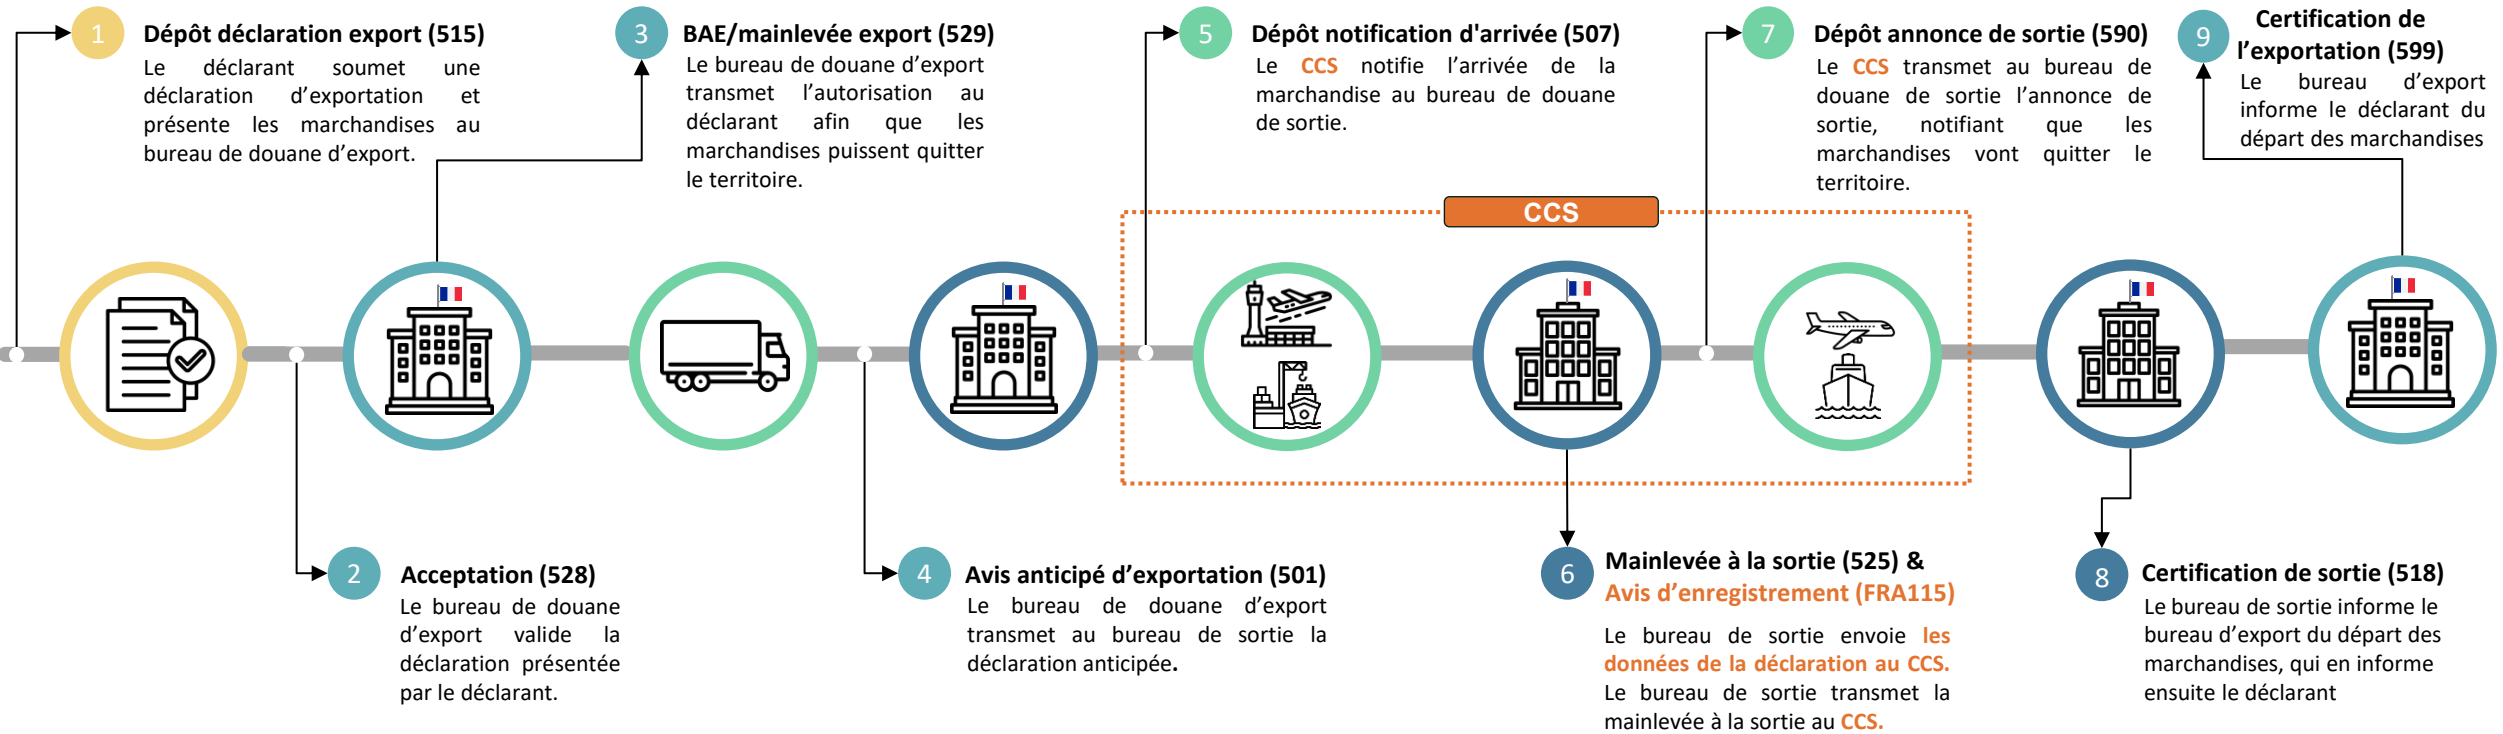 1
Dépôt déclaration export (515)
Le déclarant soumet une
déclaration d'exportation et
présente les marchandises au
bureau de douane d'export.
3
BAE/mainlevée export (529)
Le bureau de douane d'export
transmet l'autorisation au
déclarant afin que les
marchandises puissent quitter
le territoire.
5
Dépôt notification d'arrivée (507)
Le CCS notifie l'arrivée de la
marchandise au bureau de douane
de sortie.
7
Dépôt annonce de sortie (590)
Le CCS transmet au bureau de
douane de sortie l'annonce de
sortie, notifiant que les
marchandises vont quitter le
territoire.
9
Certification de
l'exportation (599)
Le bureau d'export
informe le déclarant du
départ des marchandises
CCS
2
Acceptation (528)
Le bureau de douane
d'export valide la
déclaration présentée
par le déclarant.
4
Avis anticipé d'exportation (501)
Le bureau de douane d'export
transmet au bureau de sortie la
déclaration anticipée.
6
Mainlevée à la sortie (525) &
Avis d'enregistrement (FRA115)
Le bureau de sortie envoie les
données de la déclaration au CCS.
Le bureau de sortie transmet la
mainlevée à la sortie au CCS.
8
Certification de sortie (518)
Le bureau de sortie informe le
bureau d'export du départ des
marchandises, qui en informe
ensuite le déclarant